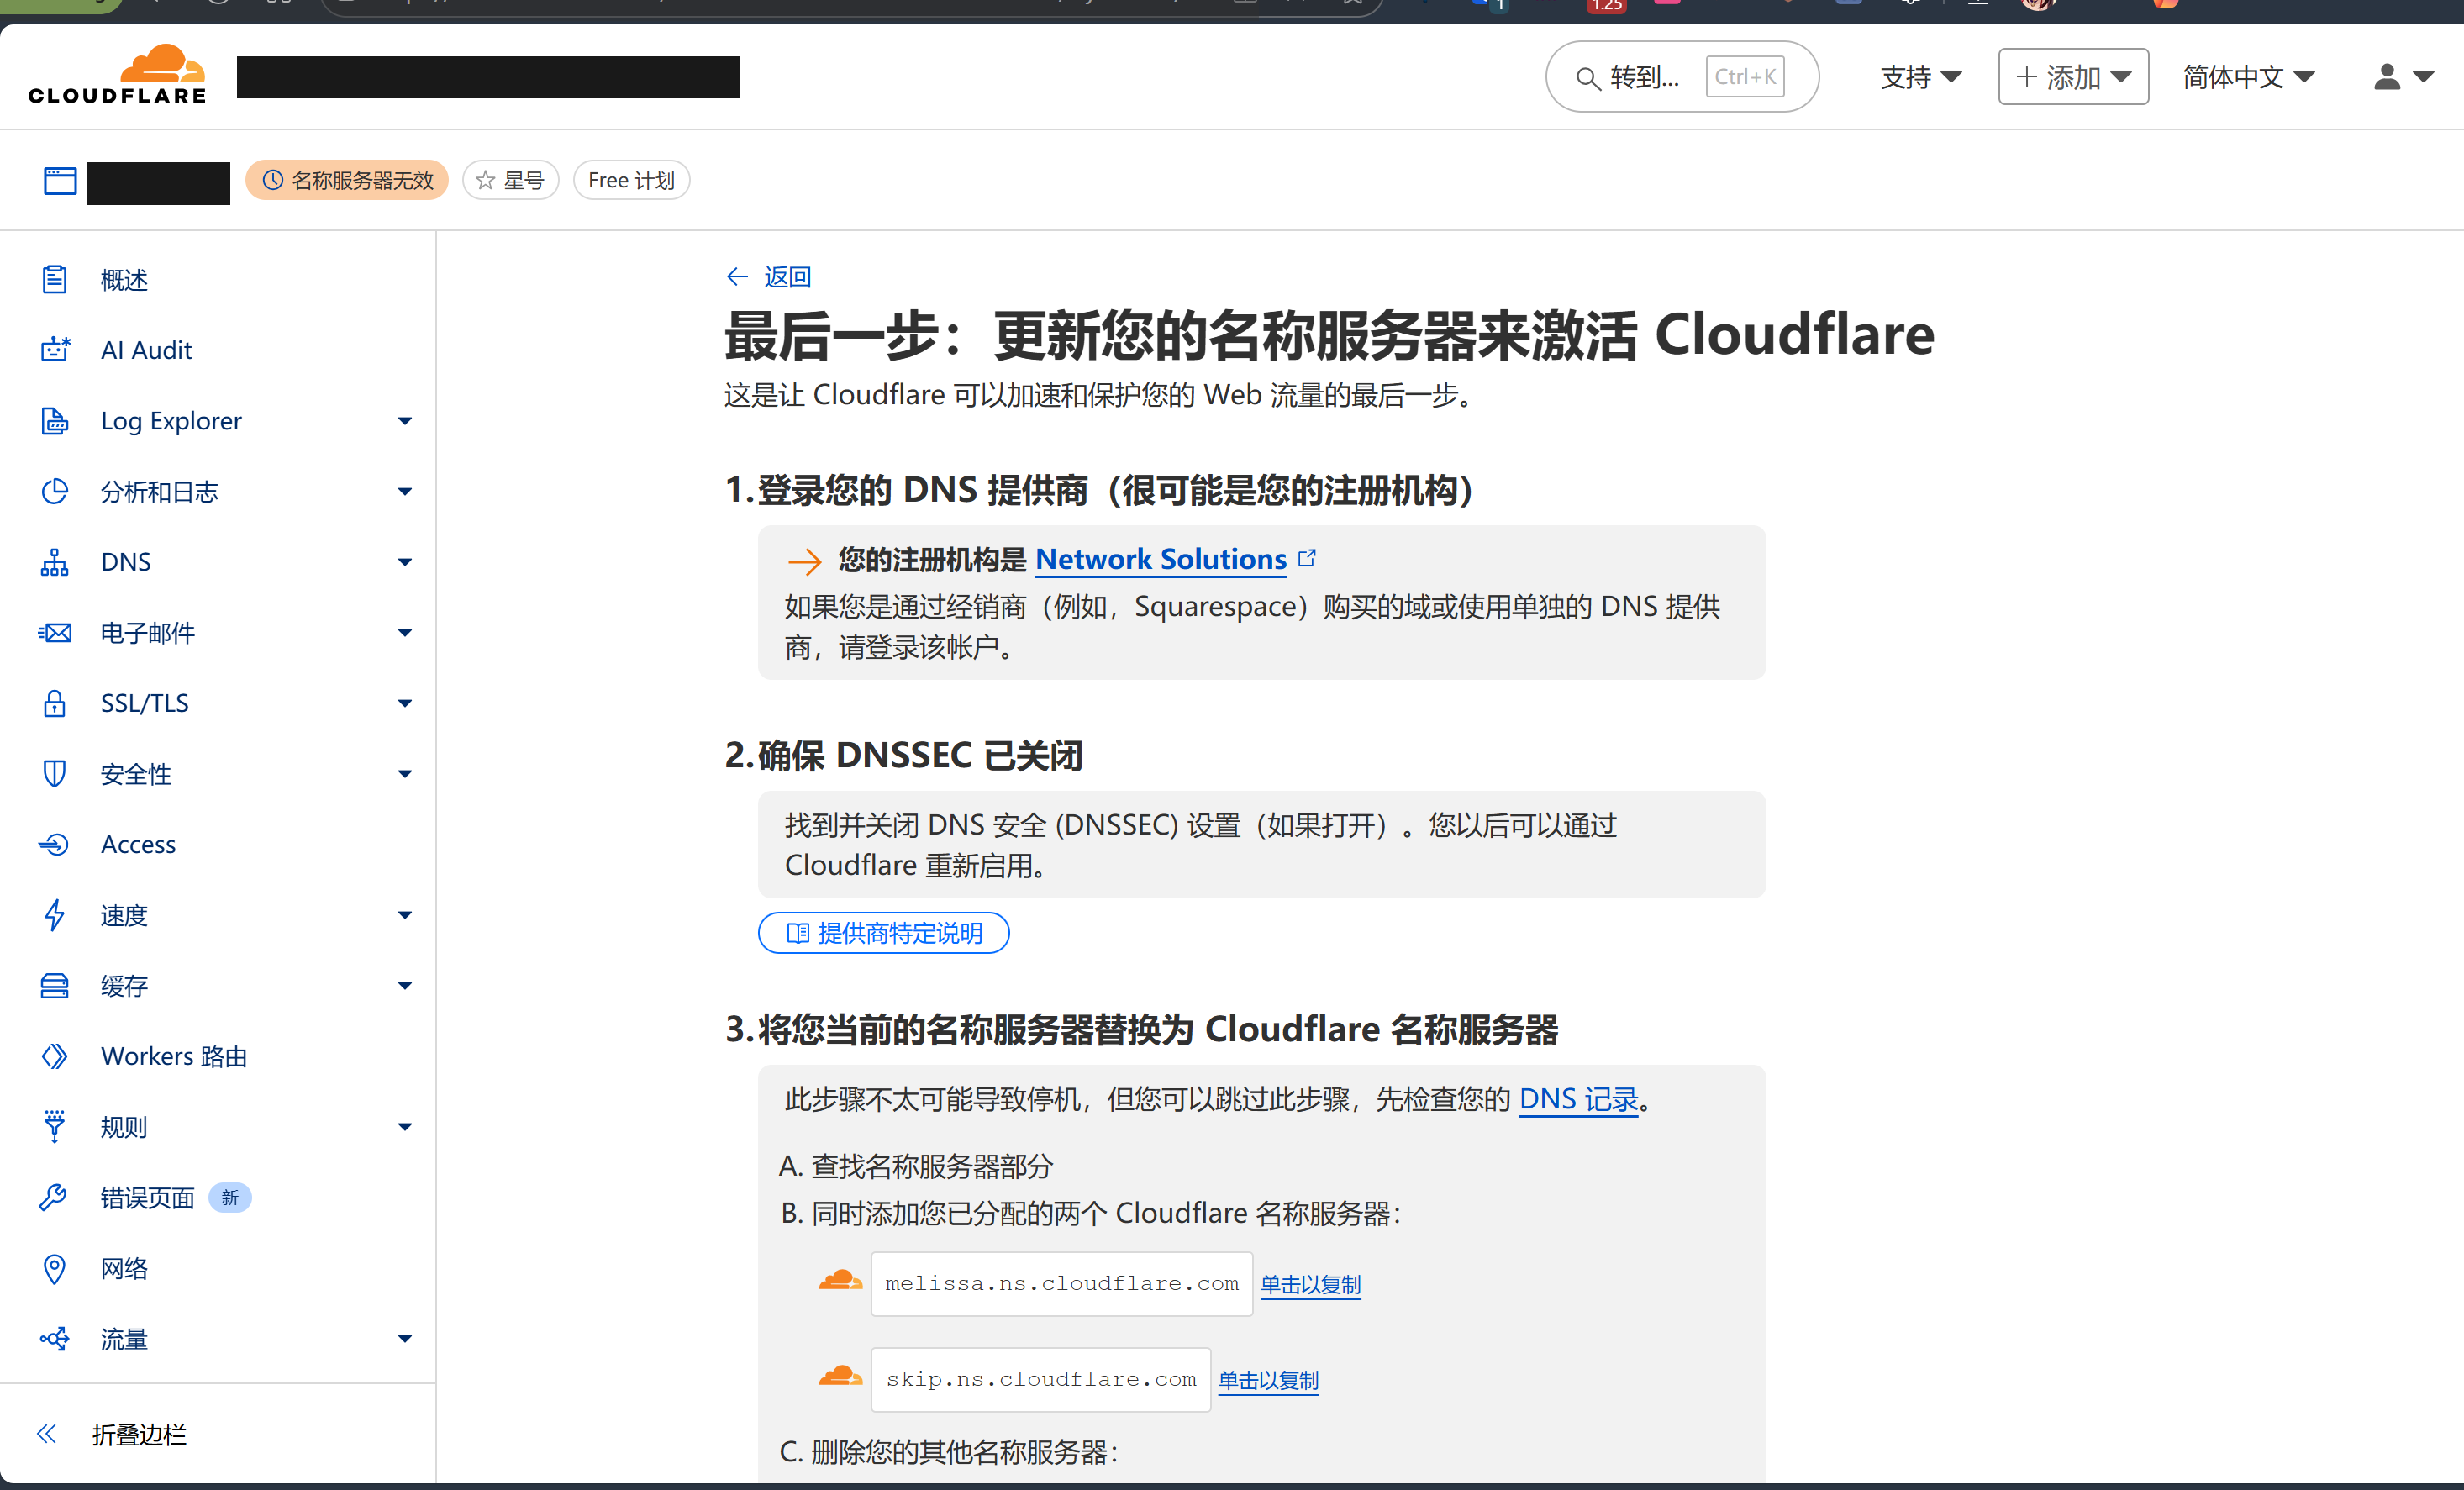 1
1.25
CLOUDFLARE
转到...
Ctrl+K
支持
添加
简体中文
名称服务器无效
星号
Free 计划
概述
AI Audit
Log Explorer
分析和日志
DNS
电子邮件
SSL/TLS
安全性
Access
速度
缓存
Workers 路由
规则
错误页面 新
网络
流量
折叠边栏
返回
最后一步：更新您的名称服务器来激活 Cloudflare
这是让 Cloudflare 可以加速和保护您的 Web 流量的最后一步。
1.登录您的 DNS 提供商（很可能是您的注册机构）
您的注册机构是 Network Solutions
如果您是通过经销商（例如，Squarespace）购买的域或使用单独的 DNS 提供
商，请登录该帐户。
2.确保 DNSSEC 已关闭
找到并关闭 DNS 安全 (DNSSEC) 设置（如果打开）。您以后可以通过
Cloudflare 重新启用。
提供商特定说明
3.将您当前的名称服务器替换为 Cloudflare 名称服务器
此步骤不太可能导致停机，但您可以跳过此步骤，先检查您的 DNS 记录。
A. 查找名称服务器部分
B. 同时添加您已分配的两个 Cloudflare 名称服务器：
melissa.ns.cloudflare.com 单击以复制
skip.ns.cloudflare.com 单击以复制
C. 删除您的其他名称服务器：